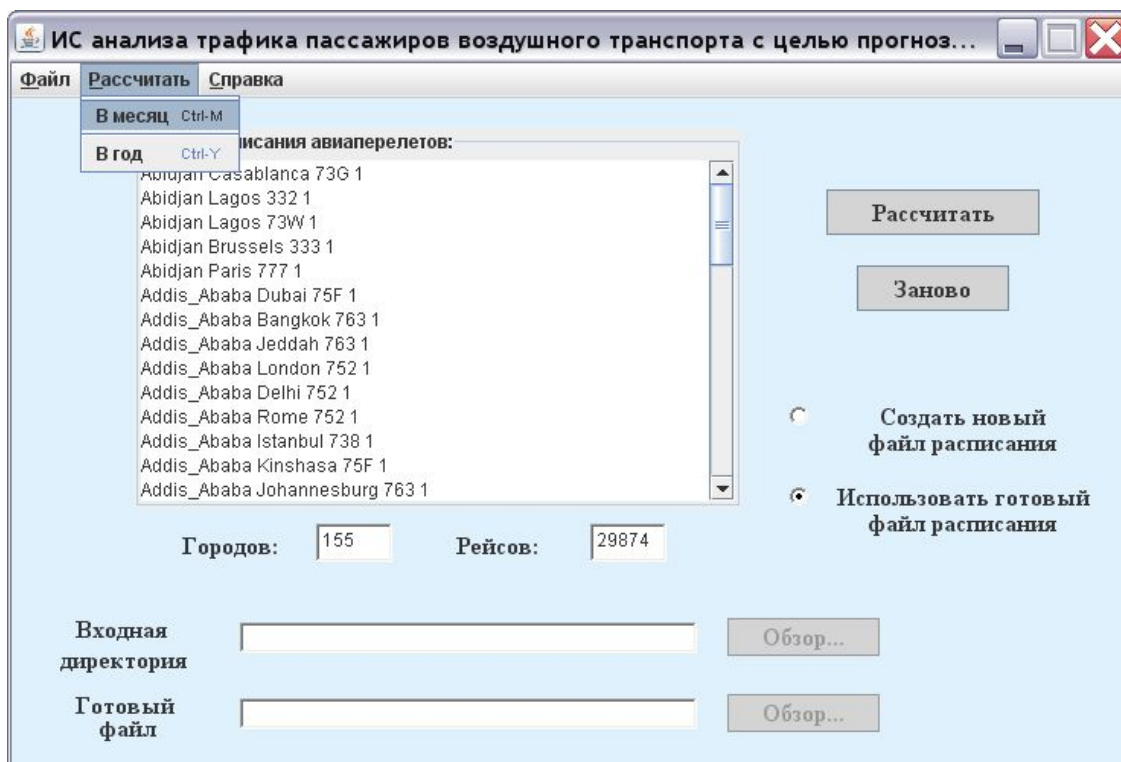 ИС анализа трафика пассажиров воздушного транспорта с целью прогноз...
Файл Рассчитать Справка
В месяц Ctrl-M
В год Ctrl-Y
авиаперелетов:
Abidjan Casablanca 73G 1
Abidjan Lagos 332 1
Abidjan Lagos 73W 1
Abidjan Brussels 333 1
Abidjan Paris 777 1
Addis_Ababa Dubai 75F 1
Addis_Ababa Bangkok 763 1
Addis_Ababa Jeddah 763 1
Addis_Ababa London 752 1
Addis_Ababa Delhi 752 1
Addis_Ababa Rome 752 1
Addis_Ababa Istanbul 738 1
Addis_Ababa Kinshasa 75F 1
Addis_Ababa Johannesburg 763 1
Рассчитать
Заново
Создать новый
файл расписания
Использовать готовый
файл расписания
Городов: 155 Рейсов: 29874
Входная
директория
Обзор...
Готовый
файл
Обзор...